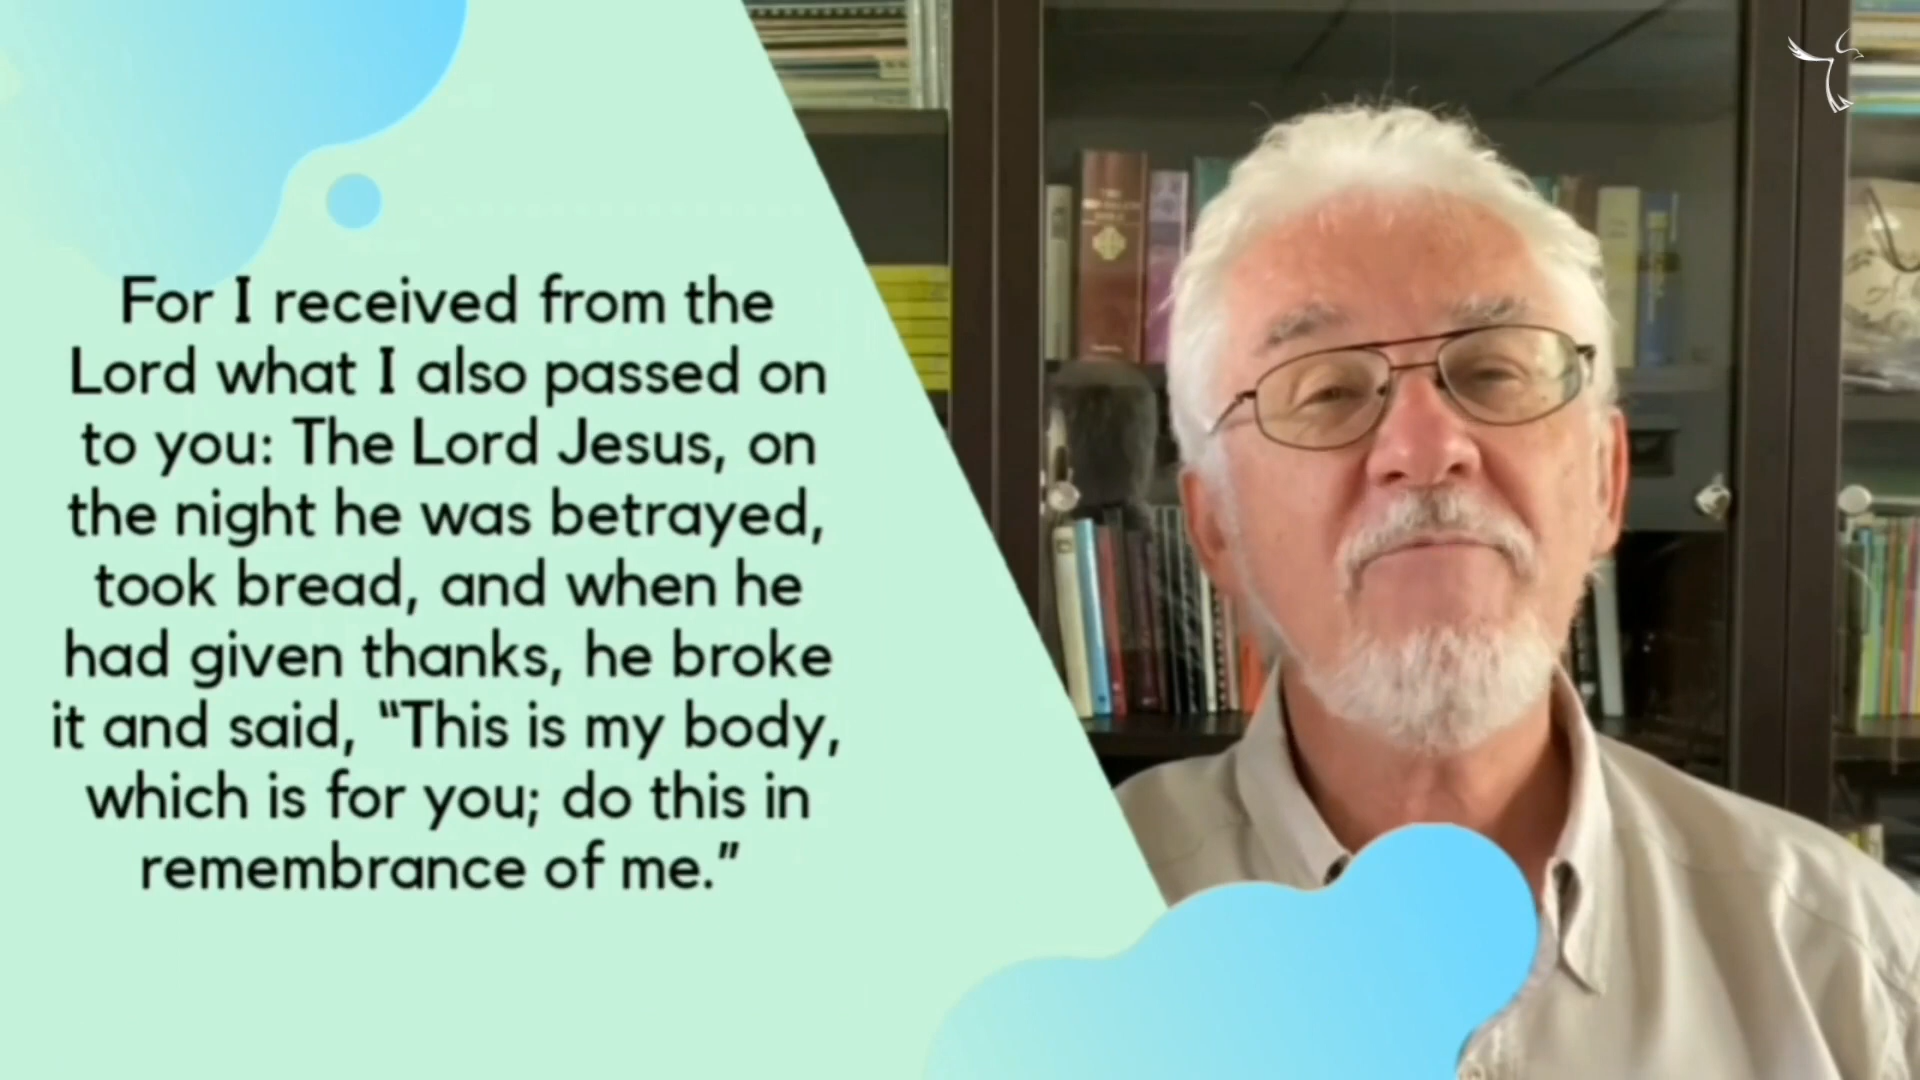 For I received from the
Lord what I also passed on
to you: The Lord Jesus, on
the night he was betrayed,
took bread, and when he
had given thanks, he broke
it and said, “This is my body,
which is for you; do this in
remembrance of me.”